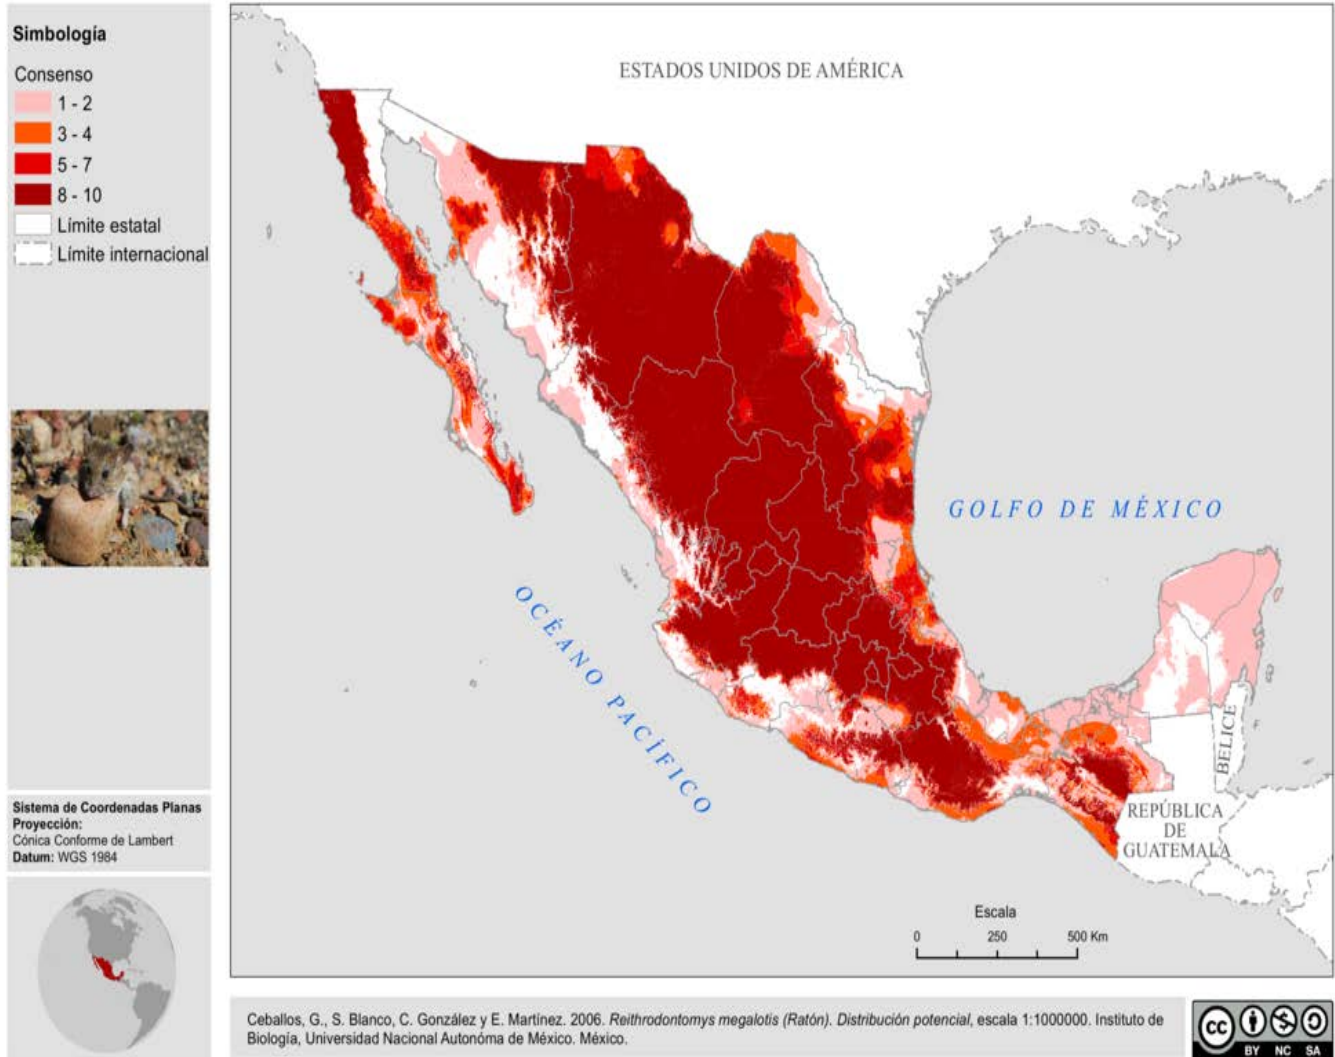 Simbología
Consenso
1 - 2
3 - 4
5 - 7
8 - 10
Límite estatal
Límite internacional
ESTADOS UNIDOS DE AMÉRICA
GOLFO DE MÉXICO
OCÉANO PACÍFICO
BELICE
REPÚBLICA
DE
GUATEMALA
Escala
0 250 500 Km
Sistema de Coordenadas Planas
Proyección:
Cónica Conforme de Lambert
Datum: WGS 1984
Ceballos, G., S. Blanco, C. González y E. Martínez. 2006. Reithrodontomys megalotis (Ratón). Distribución potencial, escala 1:1000000. Instituto de
Biología, Universidad Nacional Autonóma de México. México.
cc
BY NC SA